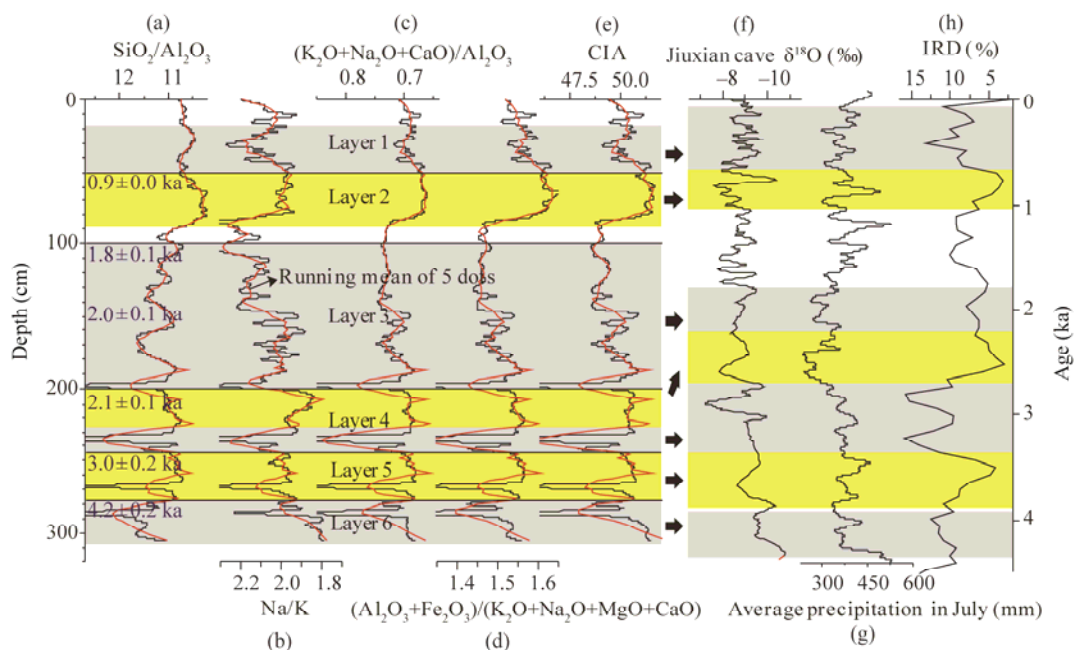 (a) (c) (e) (f) (h)
SiO₂/Al₂O₃ (K₂O+Na₂O+CaO)/Al₂O₃ CIA Jiuxian cave δ¹⁸O (‰) IRD (%)
12 11 0.8 0.7 47.5 50.0 −8 −10 15 10 5
0 0
Layer 1
0.9±0.0 ka
Layer 2
1
100
1.8±0.1 ka
Running mean of 5 dots
2.0±0.1 ka
Layer 3
2
Depth (cm)
Age (ka)
200
2.1±0.1 ka
Layer 4
3
3.0±0.2 ka
Layer 5
4.2±0.2 ka
Layer 6
4
300
2.2 2.0 1.8 1.4 1.5 1.6 300 450 600
Na/K (Al₂O₃+Fe₂O₃)/(K₂O+Na₂O+MgO+CaO) Average precipitation in July (mm)
(b) (d) (g)